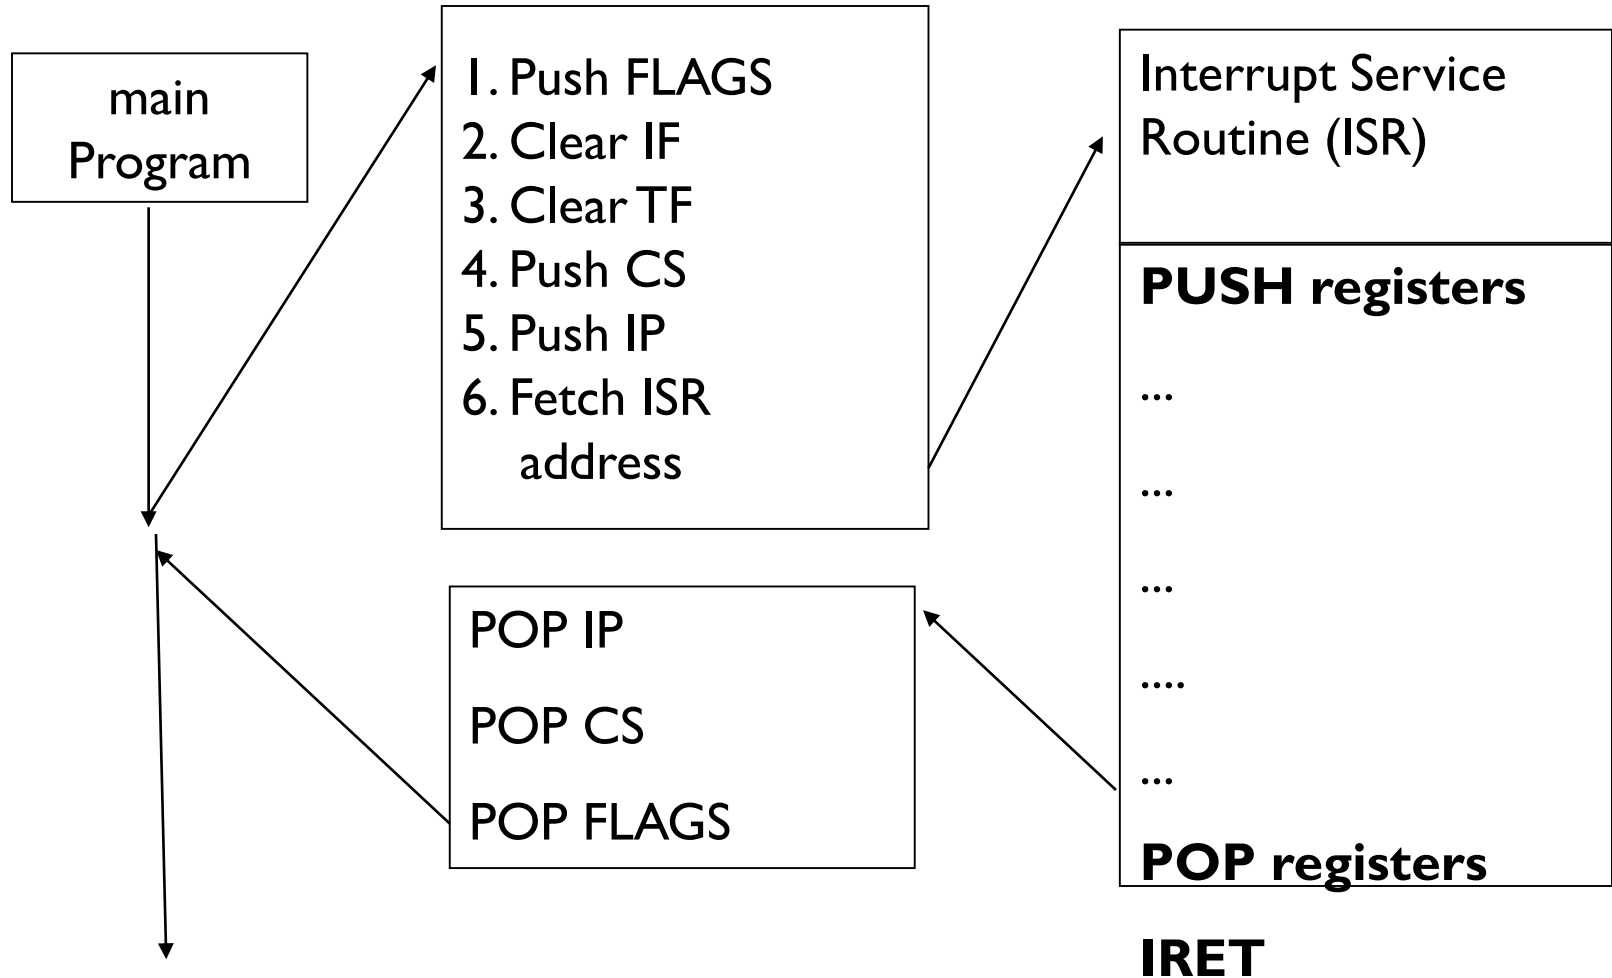 main
Program
1. Push FLAGS
2. Clear IF
3. Clear TF
4. Push CS
5. Push IP
6. Fetch ISR
address
Interrupt Service
Routine (ISR)
PUSH registers
...
...
...
....
...
POP registers
IRET
POP IP
POP CS
POP FLAGS